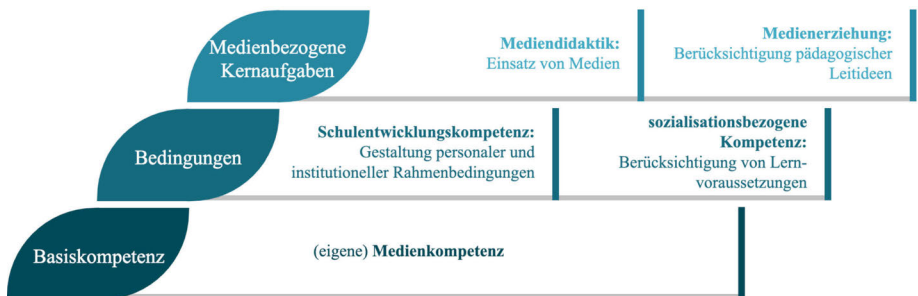 Medienbezogene
Kernaufgaben
Mediendidaktik:
Einsatz von Medien
Medienerziehung:
Berücksichtigung pädagogischer
Leitideen
Bedingungen
Schulentwicklungskompetenz:
Gestaltung personaler und
institutioneller Rahmenbedingungen
sozialisationsbezogene
Kompetenz:
Berücksichtigung von Lern-
voraussetzungen
Basiskompetenz
(eigene) Medienkompetenz